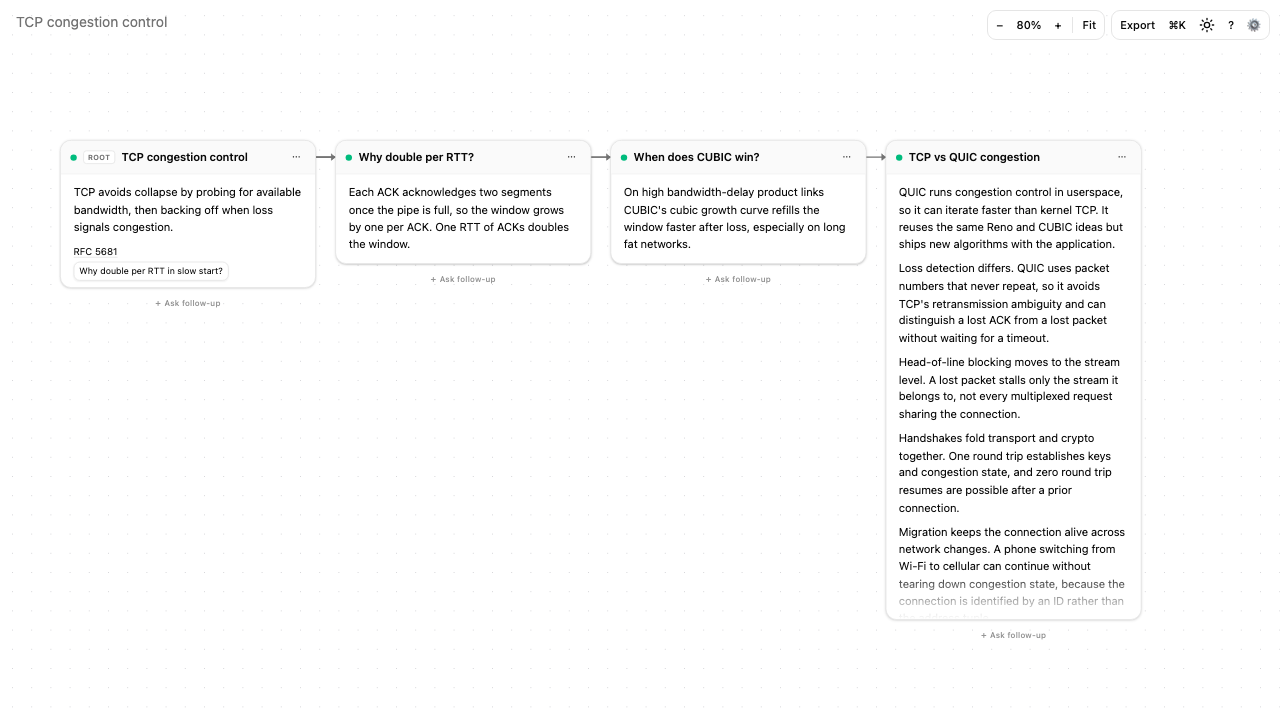 TCP congestion control
− 80% + Fit
Export ⌘K ?
ROOT TCP congestion control ...
TCP avoids collapse by probing for available
bandwidth, then backing off when loss
signals congestion.
RFC 5681
Why double per RTT in slow start?
+ Ask follow-up
Why double per RTT? ...
Each ACK acknowledges two segments
once the pipe is full, so the window grows
by one per ACK. One RTT of ACKs doubles
the window.
+ Ask follow-up
When does CUBIC win? ...
On high bandwidth-delay product links
CUBIC's cubic growth curve refills the
window faster after loss, especially on long
fat networks.
+ Ask follow-up
TCP vs QUIC congestion ...
QUIC runs congestion control in userspace,
so it can iterate faster than kernel TCP. It
reuses the same Reno and CUBIC ideas but
ships new algorithms with the application.
Loss detection differs. QUIC uses packet
numbers that never repeat, so it avoids
TCP's retransmission ambiguity and can
distinguish a lost ACK from a lost packet
without waiting for a timeout.
Head-of-line blocking moves to the stream
level. A lost packet stalls only the stream it
belongs to, not every multiplexed request
sharing the connection.
Handshakes fold transport and crypto
together. One round trip establishes keys
and congestion state, and zero round trip
resumes are possible after a prior
connection.
Migration keeps the connection alive across
network changes. A phone switching from
Wi-Fi to cellular can continue without
tearing down congestion state, because the
connection is identified by an ID rather than
+ Ask follow-up